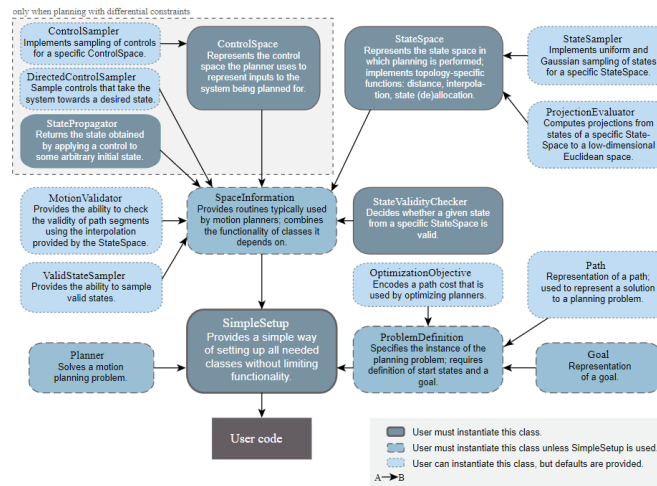 only when planning with differential constraints
ControlSampler
Implements sampling of controls
for a specific ControlSpace.
DirectedControlSampler
Sample controls that take the
system towards a desired state.
StatePropagator
Returns the state obtained
by applying a control to
some arbitrary initial state.
ControlSpace
Represents the control
space the planner uses to
represent inputs to the
system being planned for.
StateSpace
Represents the state space in
which planning is performed;
implements topology-specific
functions: distance, interpola-
tion, state (de)allocation.
StateSampler
Implements uniform and
Gaussian sampling of states
for a specific StateSpace.
ProjectionEvaluator
Computes projections from
states of a specific State-
Space to a low-dimensional
Euclidean space.
MotionValidator
Provides the ability to check
the validity of path segments
using the interpolation
provided by the StateSpace.
ValidStateSampler
Provides the ability to sample
valid states.
SpaceInformation
Provides routines typically used
by motion planners; combines
the functionality of classes it
depends on.
StateValidityChecker
Decides whether a given state
from a specific StateSpace is
valid.
OptimizationObjective
Encodes a path cost that is
used by optimizing planners.
Path
Representation of a path;
used to represent a solution
to a planning problem.
Planner
Solves a motion
planning problem.
SimpleSetup
Provides a simple way
of setting up all needed
classes without limiting
functionality.
ProblemDefinition
Specifies the instance of the
planning problem; requires
definition of start states and a
goal.
Goal
Representation
of a goal.
User code
User must instantiate this class.
User must instantiate this class unless SimpleSetup is used.
User can instantiate this class, but defaults are provided.
A B